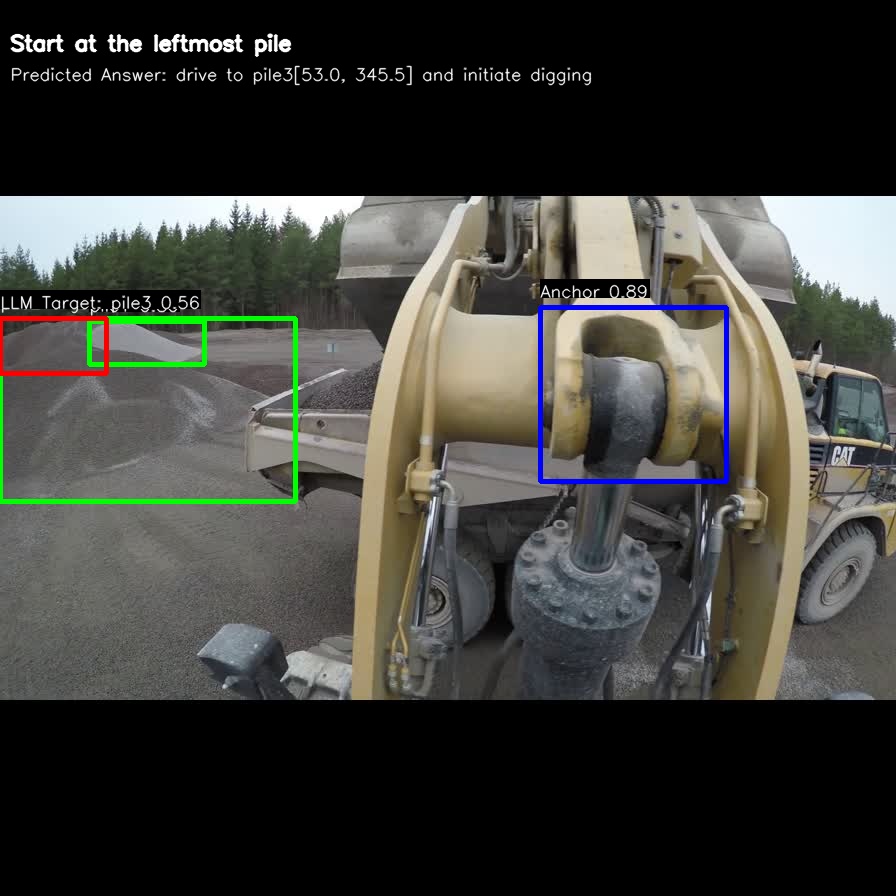 Start at the leftmost pile
Predicted Answer: drive to pile3[53.0, 345.5] and initiate digging
Anchor 0.89
LLM Target: pile3 0.56
CAT